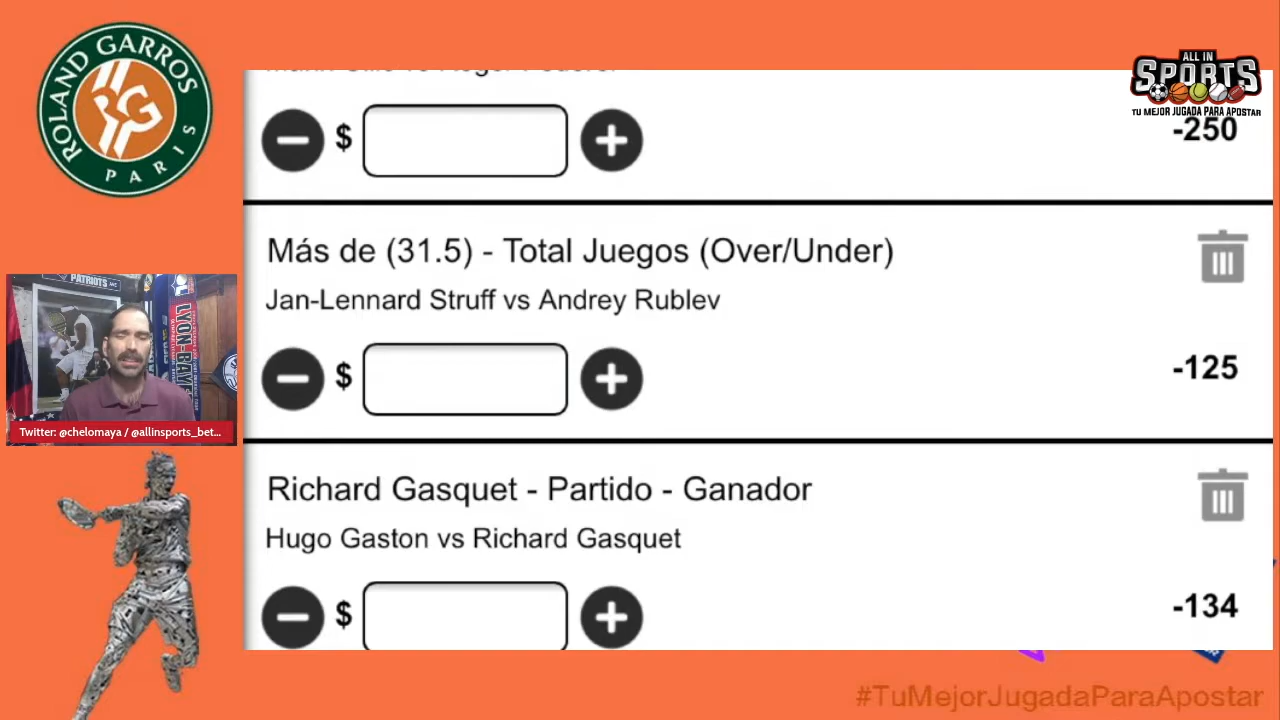 ROLAND GARROS
PARIS
ALL IN
SPORTS
TU MEJOR JUGADA PARA APOSTAR
$
-250
Más de (31.5) - Total Juegos (Over/Under)
Jan-Lennard Struff vs Andrey Rublev
$
-125
PATRIOTS
Twitter: @chelomaya / @allinsports_bet...
Richard Gasquet - Partido - Ganador
Hugo Gaston vs Richard Gasquet
$
-134
#TuMejorJugadaParaApostar